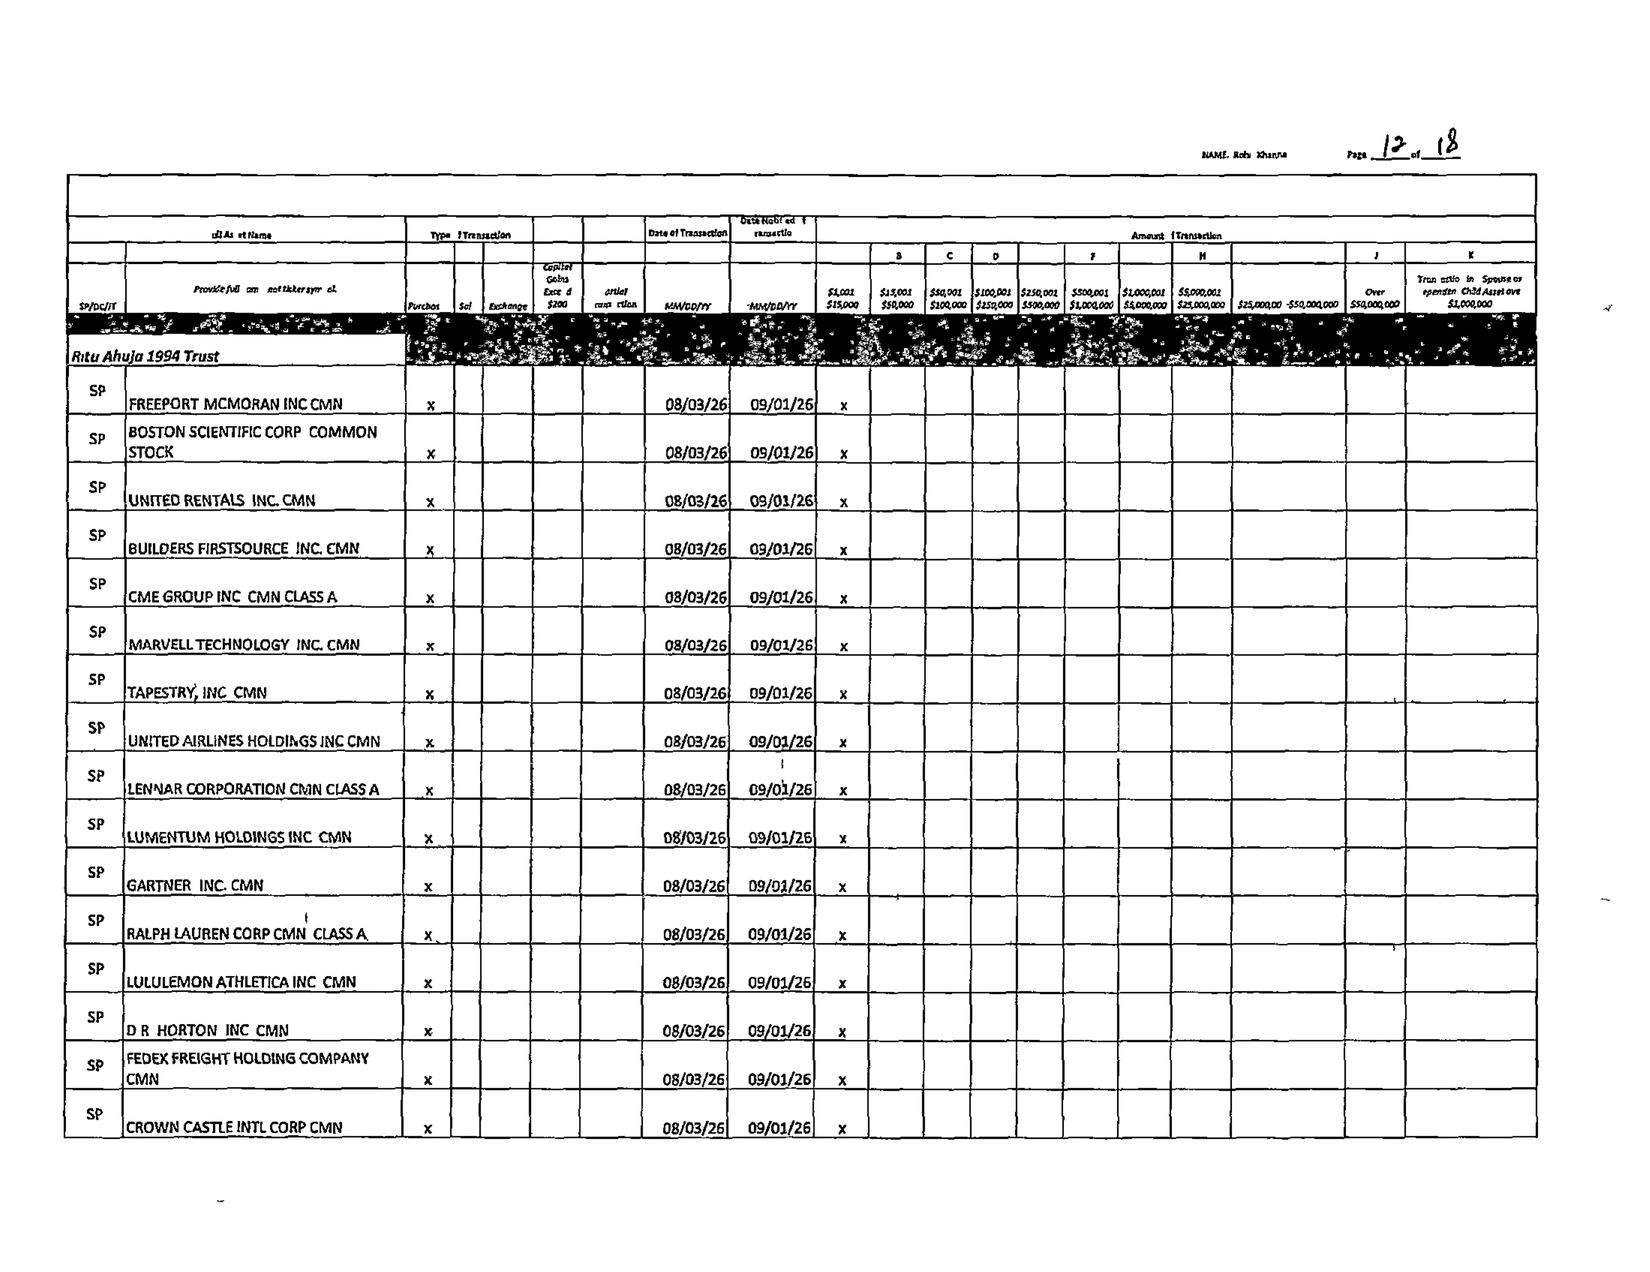 NAME. Rohi Khanna Page 12 of 18
Date of Transaction
Type Transaction
Amount Transaction
B C D F H J K
Capital Gains $200
SP/DC/JT Exchange MM/DD/YY MM/DD/YY $1,001 $15,000 $15,001 $50,000 $50,001 $100,000 $100,001 $250,000 $250,001 $500,000 $500,001 $1,000,000 $1,000,001 $5,000,000 $5,000,001 $25,000,000 $25,000,00 -$50,000,000 Over $50,000,000 $1,000,000
Ritu Ahuja 1994 Trust
SP FREEPORT MCMORAN INC CMN x 08/03/26 09/01/26 x
SP BOSTON SCIENTIFIC CORP COMMON
STOCK x 08/03/26 09/01/26 x
SP UNITED RENTALS INC. CMN x 08/03/26 09/01/26 x
SP BUILDERS FIRSTSOURCE INC. CMN x 08/03/26 09/01/26 x
SP CME GROUP INC CMN CLASS A x 08/03/26 09/01/26 x
SP MARVELL TECHNOLOGY INC. CMN x 08/03/26 09/01/26 x
SP TAPESTRY, INC CMN x 08/03/26 09/01/26 x
SP UNITED AIRLINES HOLDINGS INC CMN x 08/03/26 09/01/26 x
SP LENNAR CORPORATION CMN CLASS A x 08/03/26 09/01/26 x
SP LUMENTUM HOLDINGS INC CMN x 08/03/26 09/01/26 x
SP GARTNER INC. CMN x 08/03/26 09/01/26 x
SP RALPH LAUREN CORP CMN CLASS A x 08/03/26 09/01/26 x
SP LULULEMON ATHLETICA INC CMN x 08/03/26 09/01/26 x
SP D R HORTON INC CMN x 08/03/26 09/01/26 x
SP FEDEX FREIGHT HOLDING COMPANY
CMN x 08/03/26 09/01/26 x
SP CROWN CASTLE INTL CORP CMN x 08/03/26 09/01/26 x